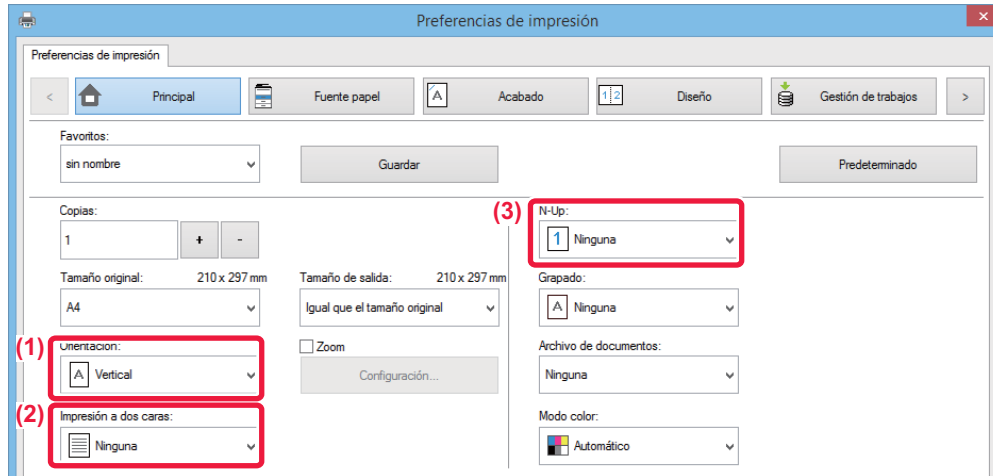 Preferencias de impresión
×
Preferencias de impresión
< Principal Fuente papel A Acabado 1 2 Diseño Gestión de trabajos >
Favoritos:
sin nombre Guardar Predeterminado
Copias: (3) N-Up:
1 + - 1 Ninguna
Tamaño original: 210 x 297 mm Tamaño de salida: 210 x 297 mm Grapado:
A4 Igual que el tamaño original A Ninguna
(1) Orientación: Zoom Archivo de documentos:
A Vertical Configuración... Ninguna
(2) Impresión a dos caras: Modo color:
Ninguna Automático